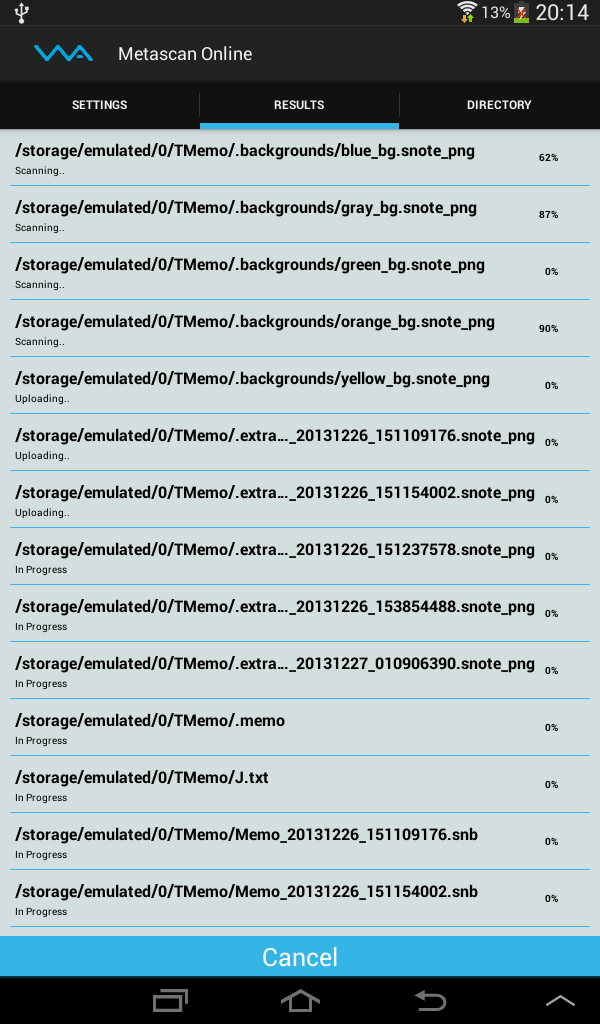 13% 20:14
Metascan Online
SETTINGS RESULTS DIRECTORY
/storage/emulated/0/TMemo/.backgrounds/blue_bg.snote_png 62%
Scanning..
/storage/emulated/0/TMemo/.backgrounds/gray_bg.snote_png 87%
Scanning..
/storage/emulated/0/TMemo/.backgrounds/green_bg.snote_png 0%
Scanning..
/storage/emulated/0/TMemo/.backgrounds/orange_bg.snote_png 90%
Scanning..
/storage/emulated/0/TMemo/.backgrounds/yellow_bg.snote_png 0%
Uploading..
/storage/emulated/0/TMemo/.extra..._20131226_151109176.snote_png 0%
Uploading..
/storage/emulated/0/TMemo/.extra..._20131226_151154002.snote_png 0%
Uploading..
/storage/emulated/0/TMemo/.extra..._20131226_151237578.snote_png 0%
In Progress
/storage/emulated/0/TMemo/.extra..._20131226_153854488.snote_png 0%
In Progress
/storage/emulated/0/TMemo/.extra..._20131227_010906390.snote_png 0%
In Progress
/storage/emulated/0/TMemo/.memo 0%
In Progress
/storage/emulated/0/TMemo/J.txt 0%
In Progress
/storage/emulated/0/TMemo/Memo_20131226_151109176.snb 0%
In Progress
/storage/emulated/0/TMemo/Memo_20131226_151154002.snb 0%
In Progress
Cancel